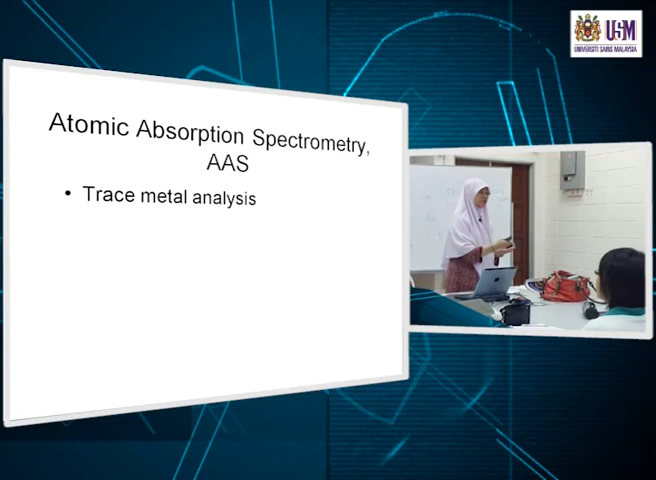 USM
UNIVERSITI SAINS MALAYSIA
Atomic Absorption Spectrometry,
AAS
• Trace metal analysis